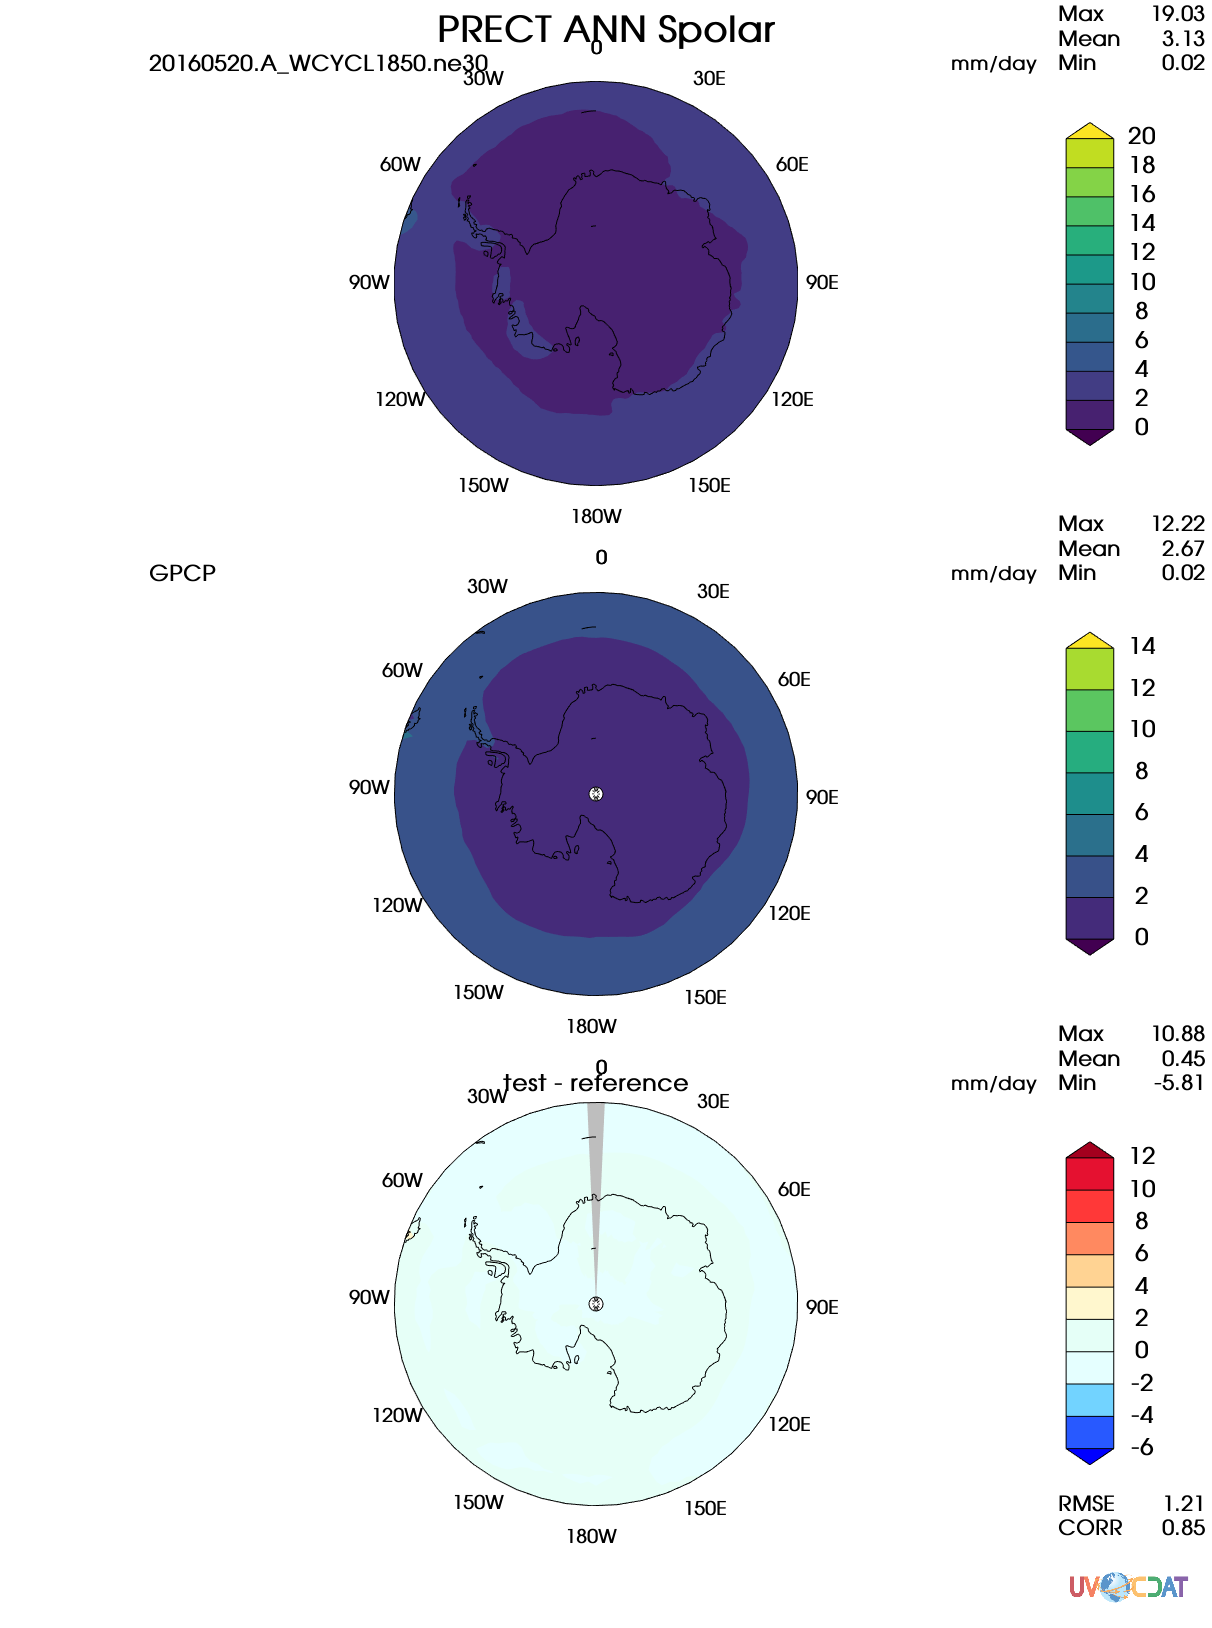 PRECT ANN Spolar
20160520.A_WCYCL1850.ne30
mm/day
Max 19.03
Mean 3.13
Min 0.02
0
30W
30E
60W
60E
90W
90E
120W
120E
150W
150E
180W
20
18
16
14
12
10
8
6
4
2
0
GPCP
mm/day
Max 12.22
Mean 2.67
Min 0.02
0
30W
30E
60W
60E
90W
90E
120W
120E
150W
150E
180W
14
12
10
8
6
4
2
0
test - reference
mm/day
Max 10.88
Mean 0.45
Min -5.81
0
30W
30E
60W
60E
90W
90E
120W
120E
150W
150E
180W
12
10
8
6
4
2
0
-2
-4
-6
RMSE 1.21
CORR 0.85
UV CDAT